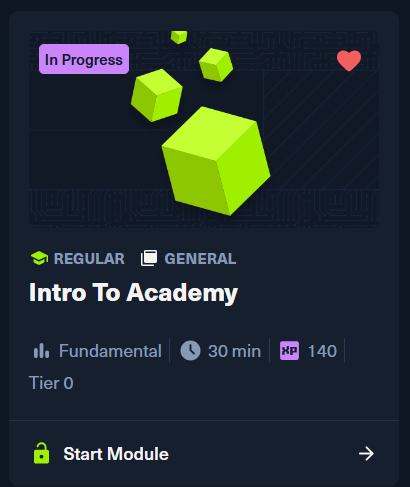 In Progress
REGULAR GENERAL
Intro To Academy
Fundamental 30 min XP 140
Tier 0
Start Module